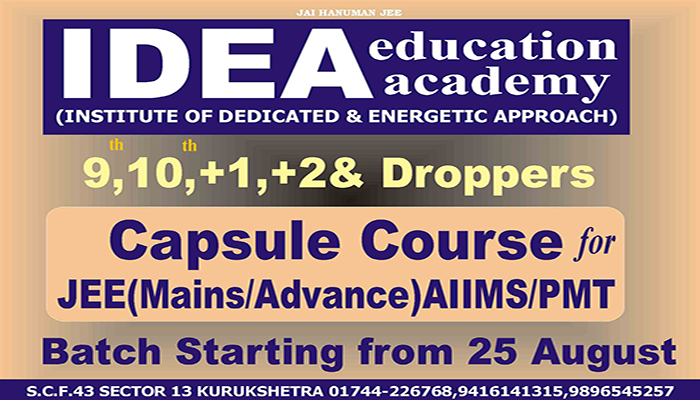 JAI HANUMAN JEE
IDEA education academy
(INSTITUTE OF DEDICATED & ENERGETIC APPROACH)
9th,10th,+1,+2& Droppers
Capsule Course for
JEE(Mains/Advance)AIIMS/PMT
Batch Starting from 25 August
S.C.F.43 SECTOR 13 KURUKSHETRA 01744-226768,9416141315,9896545257